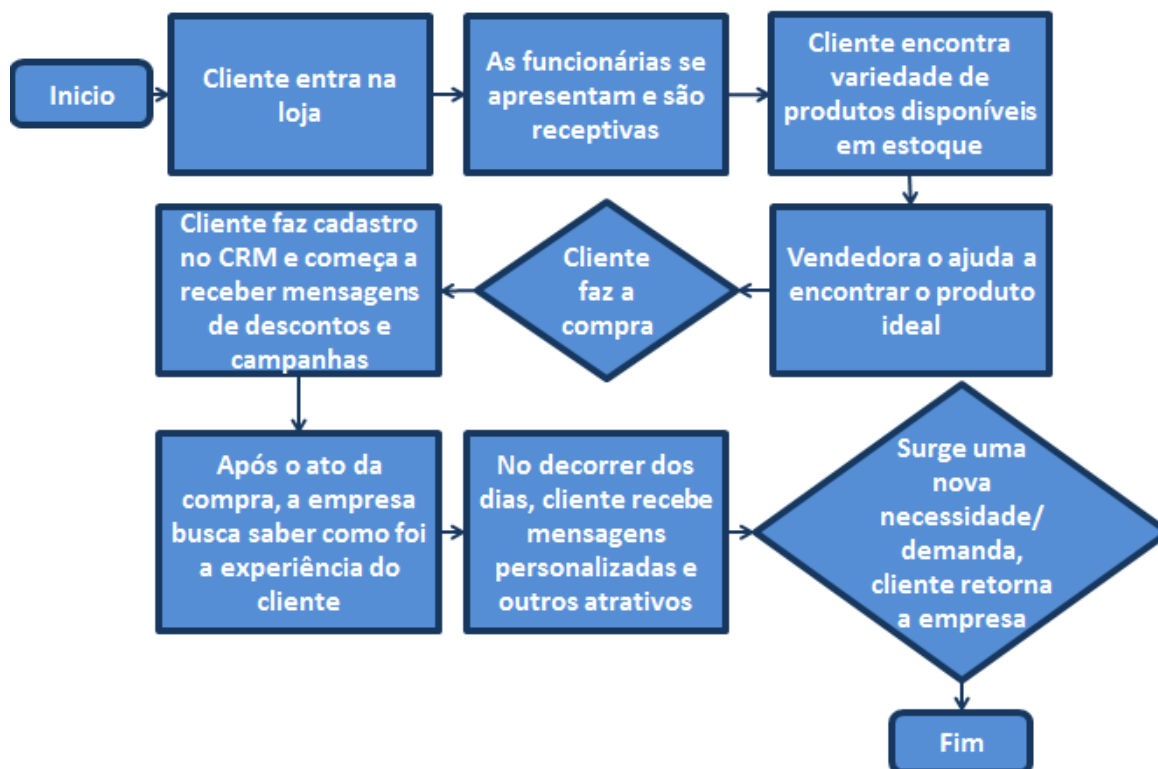 Inicio
Cliente entra na
loja
As funcionárias se
apresentam e são
receptivas
Cliente encontra
variedade de
produtos disponíveis
em estoque
Vendedora o ajuda a
encontrar o produto
ideal
Cliente
faz a
compra
Cliente faz cadastro
no CRM e começa a
receber mensagens
de descontos e
campanhas
Após o ato da
compra, a empresa
busca saber como foi
a experiência do
cliente
No decorrer dos
dias, cliente recebe
mensagens
personalizadas e
outros atrativos
Surge uma
nova
necessidade/
demanda,
cliente retorna
a empresa
Fim